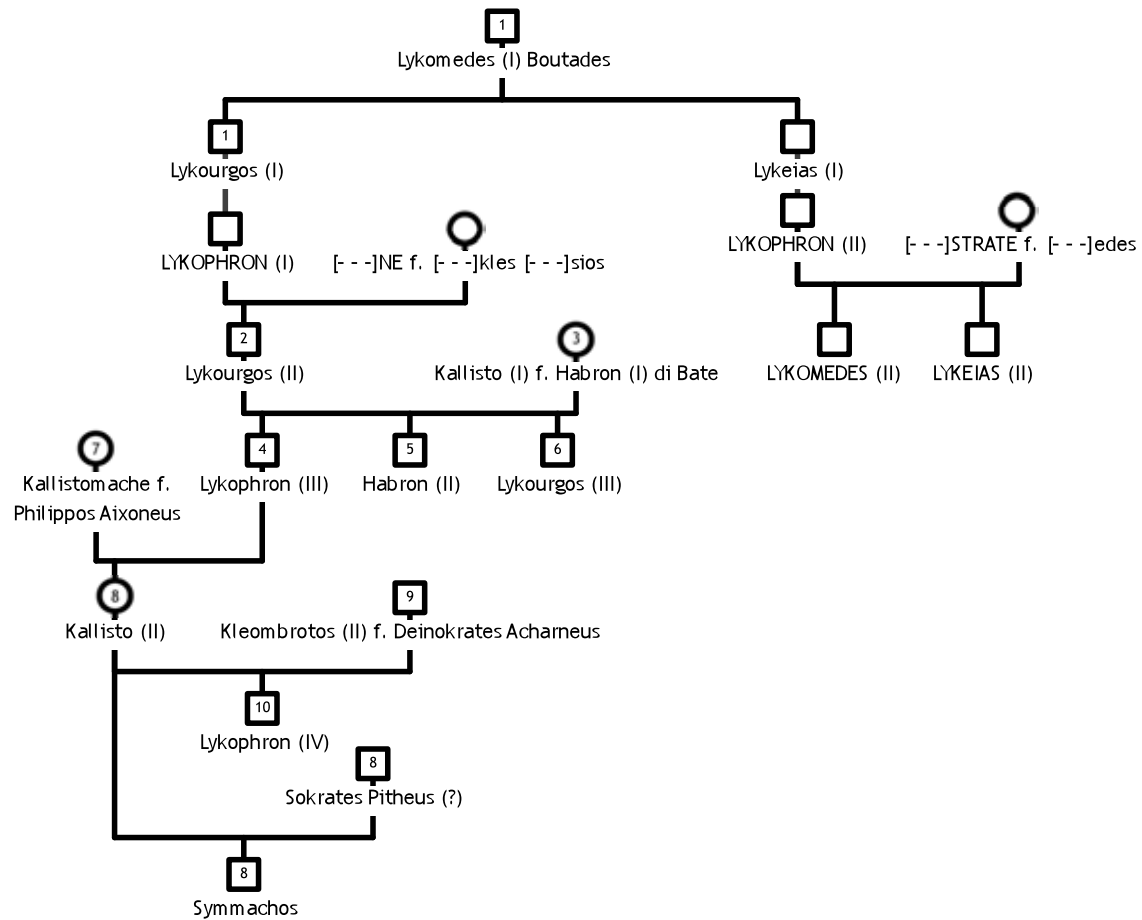 1
Lykomedes (I) Boutades
1
Lykourgos (I)
Lykeias (I)
LYKOPHRON (I)
[- - -]NE f. [- - -]kles [- - -]sios
LYKOPHRON (II)
[- - -]STRATE f. [- - -]edes
2
Lykourgos (II)
3
Kallisto (I) f. Habron (I) di Bate
LYKOMEDES (II)
LYKEIAS (II)
7
Kallistomache f.
Philippos Aixoneus
4
Lykophron (III)
5
Habron (II)
6
Lykourgos (III)
8
Kallisto (II)
9
Kleombrotos (II) f. Deinokrates Acharneus
10
Lykophron (IV)
8
Sokrates Pitheus (?)
8
Symmachos